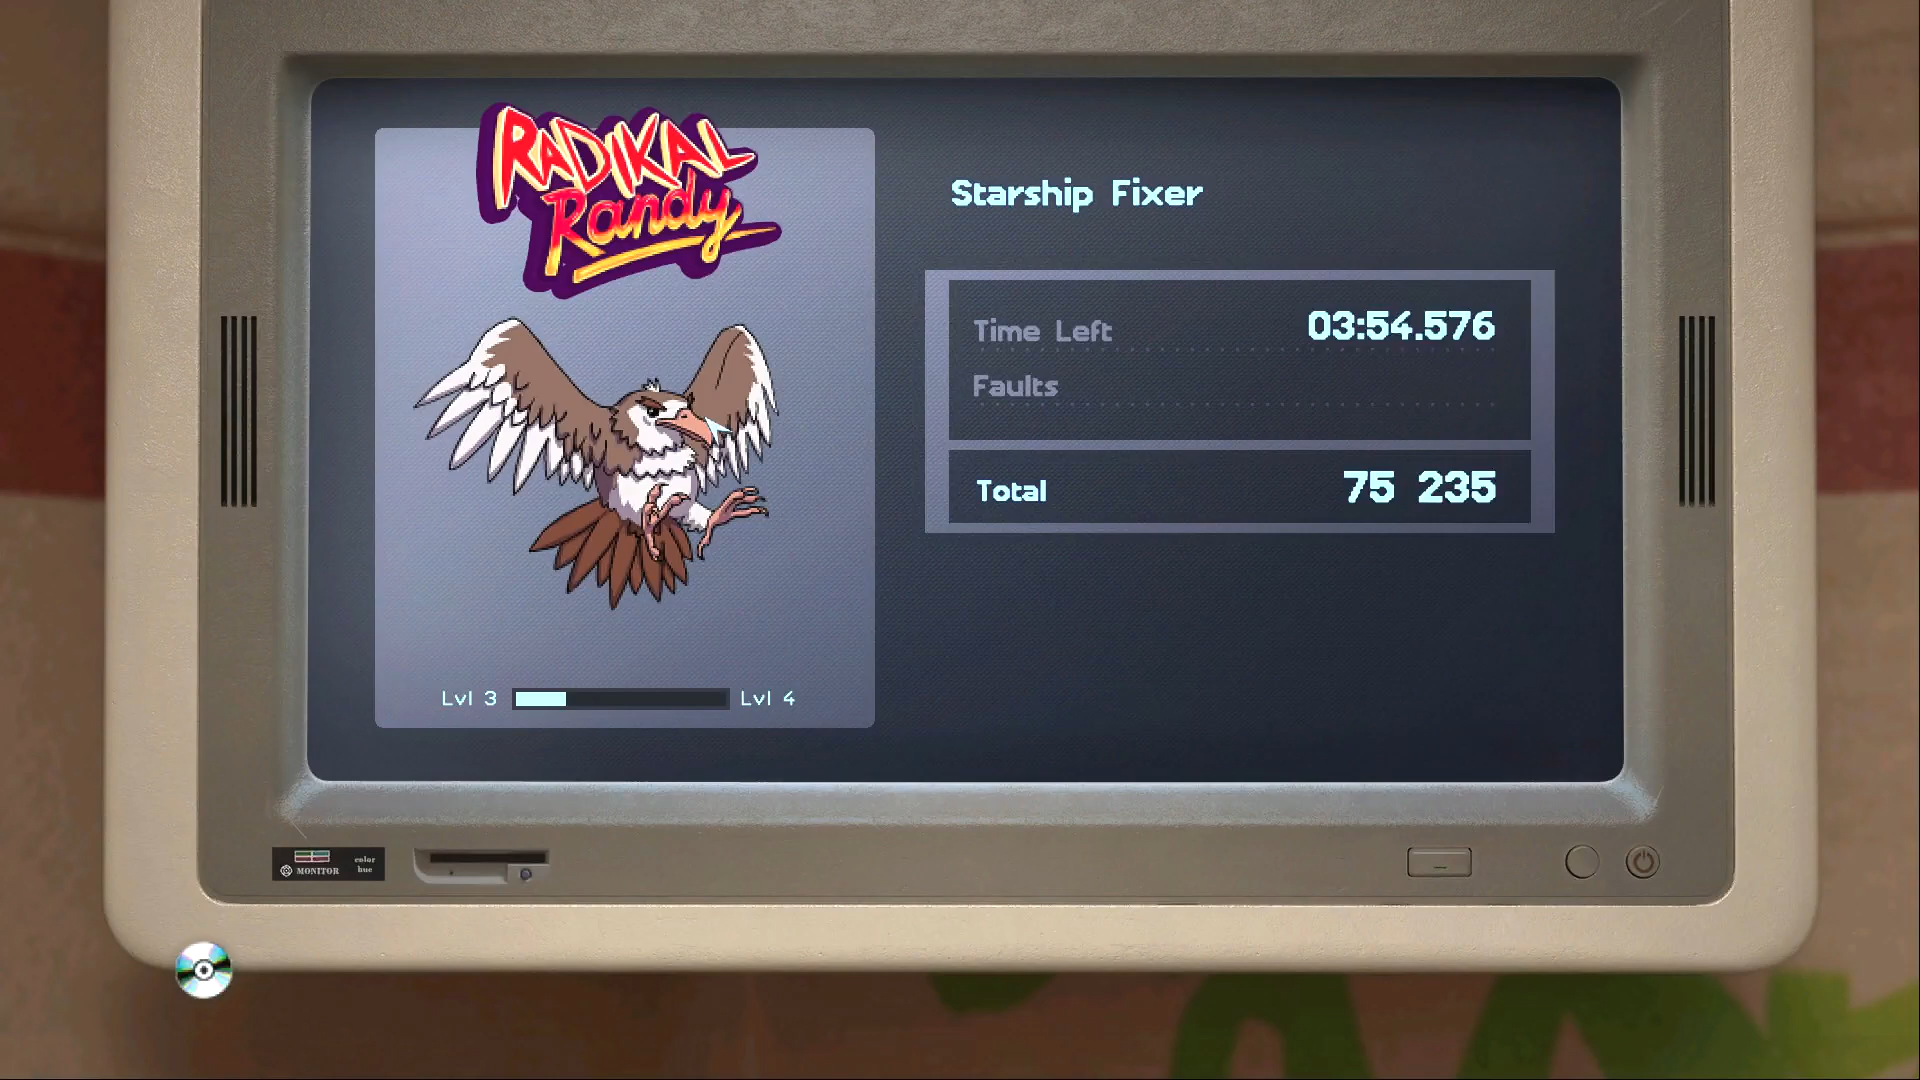 RADIKAL
Randy
Starship Fixer
Time Left 03:54.576
Faults
Total 75 235
Lvl 3 Lvl 4
MONITOR
color
hue